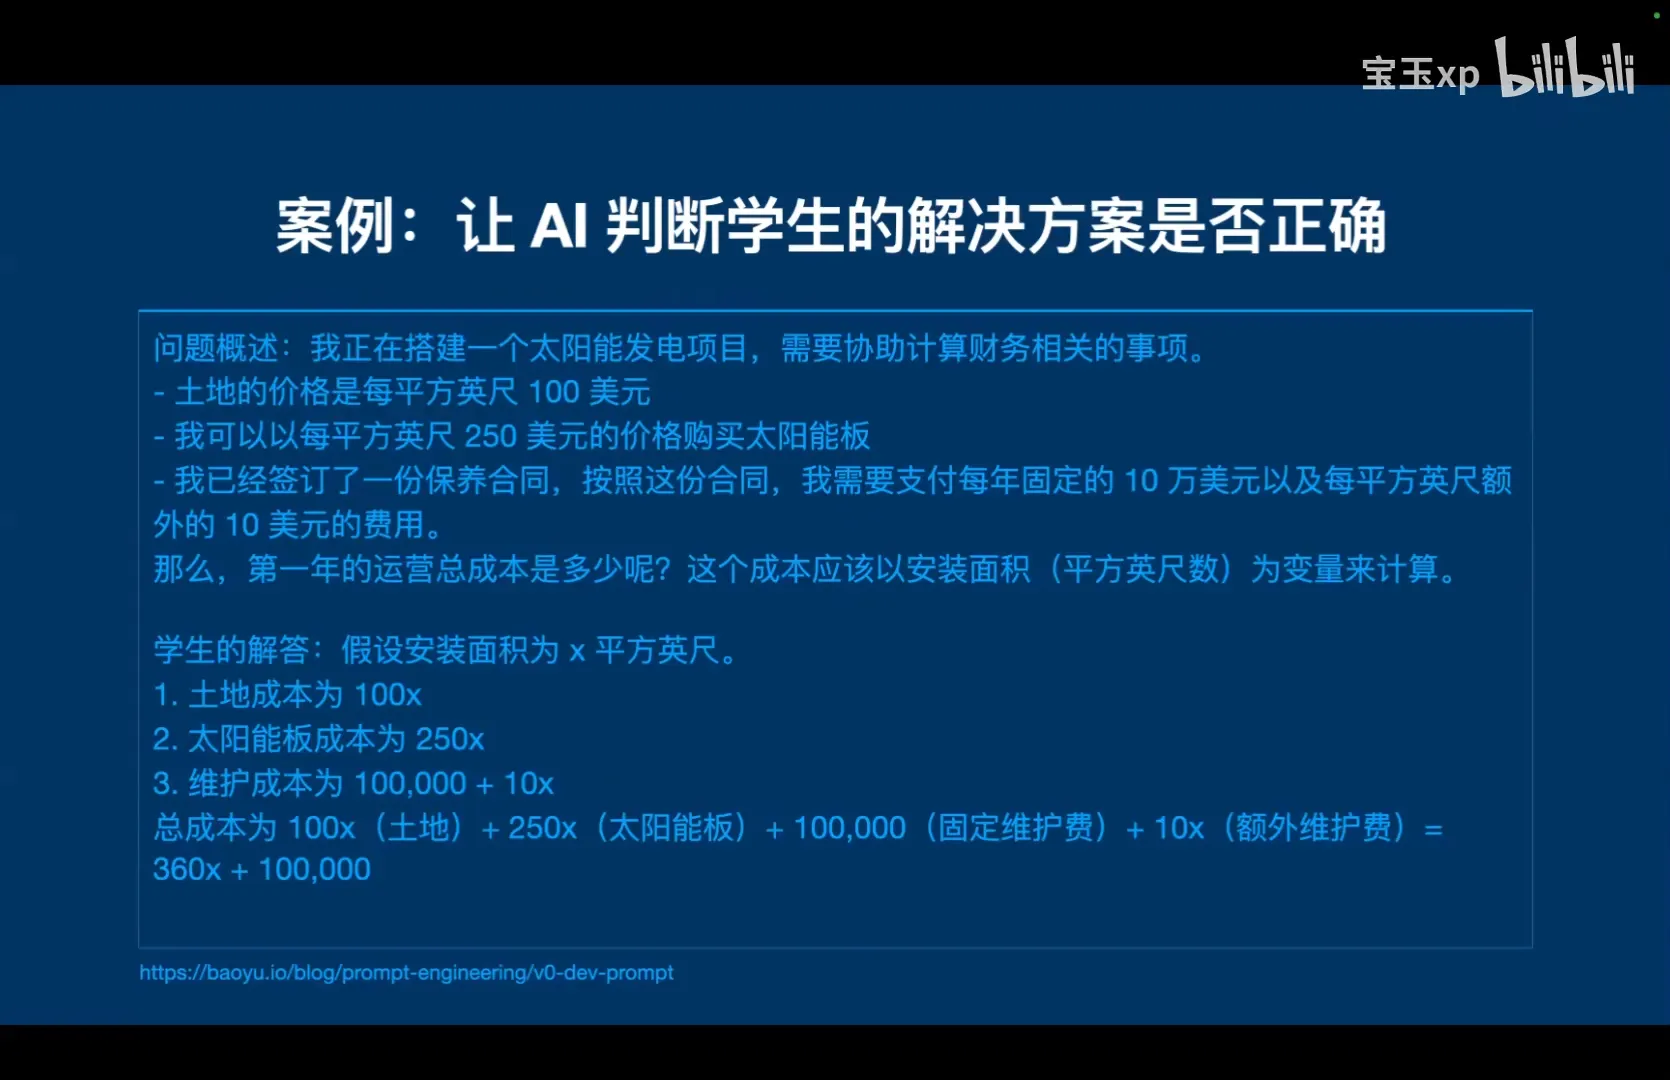 宝玉xp bilibili
案例：让 AI 判断学生的解决方案是否正确
问题概述：我正在搭建一个太阳能发电项目，需要协助计算财务相关的事项。
- 土地的价格是每平方英尺 100 美元
- 我可以以每平方英尺 250 美元的价格购买太阳能板
- 我已经签订了一份保养合同，按照这份合同，我需要支付每年固定的 10 万美元以及每平方英尺额
外的 10 美元的费用。
那么，第一年的运营总成本是多少呢？这个成本应该以安装面积（平方英尺数）为变量来计算。
学生的解答：假设安装面积为 x 平方英尺。
1. 土地成本为 100x
2. 太阳能板成本为 250x
3. 维护成本为 100,000 + 10x
总成本为 100x（土地）+ 250x（太阳能板）+ 100,000（固定维护费）+ 10x（额外维护费）=
360x + 100,000
https://baoyu.io/blog/prompt-engineering/v0-dev-prompt